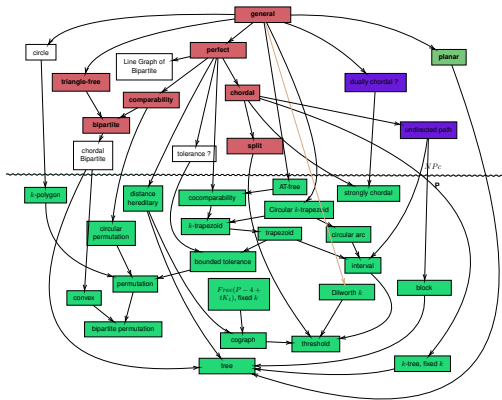 general
circle
perfect
planar
Line Graph of
Bipartite
triangle-free
dually chordal ?
comparability
chordal
bipartite
undirected path
split
chordal
Bipartite
tolerance ?
NPc
P
k-polygon
distance
hereditary
cocomparability
AT-free
strongly chordal
Circular k-trapezoid
k-trapezoid
circular
permutation
trapezoid
circular arc
bounded tolerance
interval
permutation
Free(P − 4 +
tK₁), fixed k
Dilworth k
block
convex
bipartite permutation
cograph
threshold
tree
k-tree, fixed k